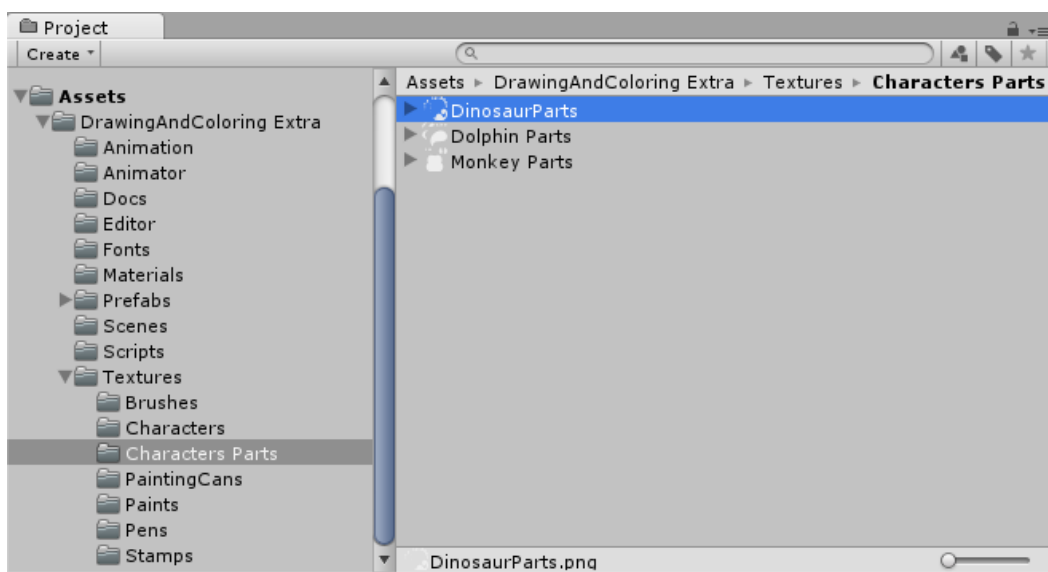 Project
Create
Assets ▸ DrawingAndColoring Extra ▸ Textures ▸ Characters Parts
Assets
DrawingAndColoring Extra
Animation
Animator
Docs
Editor
Fonts
Materials
Prefabs
Scenes
Scripts
Textures
Brushes
Characters
Characters Parts
PaintingCans
Paints
Pens
Stamps
DinosaurParts
Dolphin Parts
Monkey Parts
DinosaurParts.png